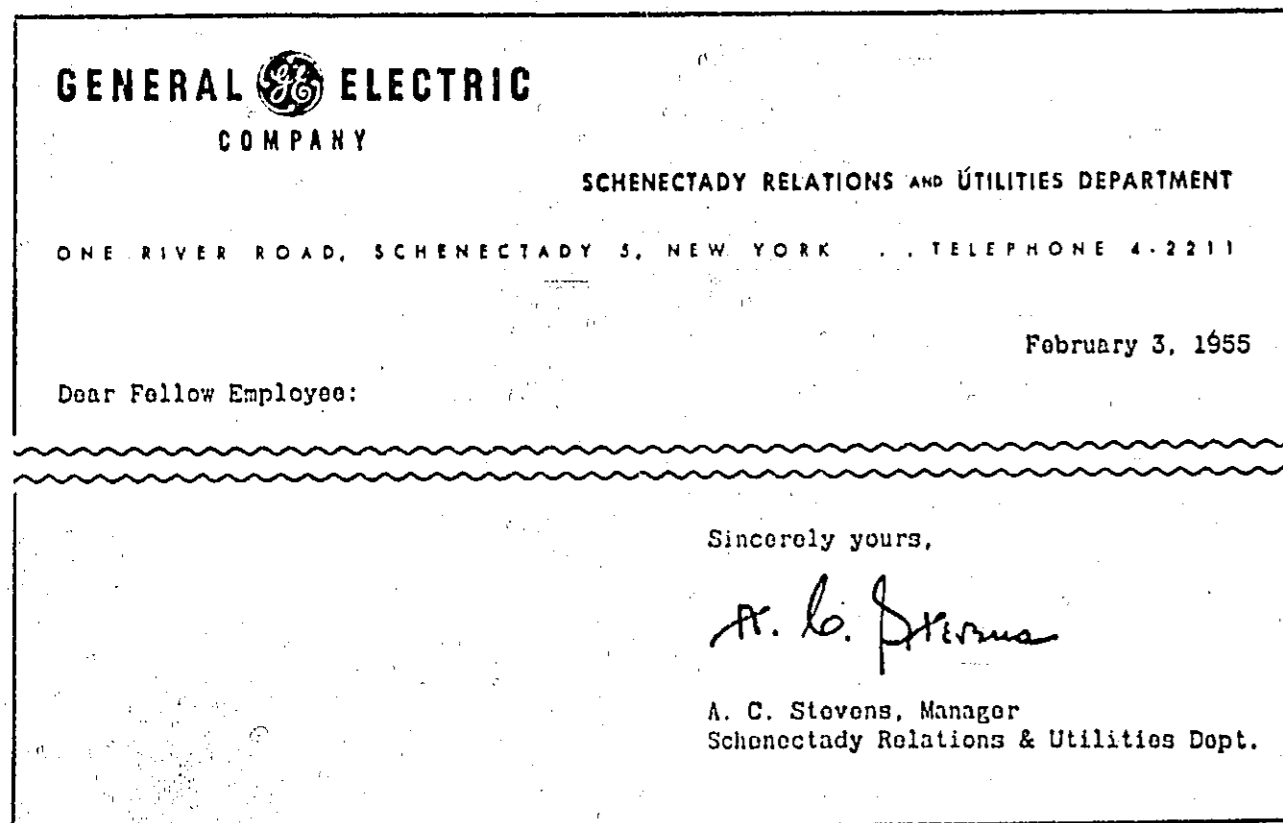 GENERAL GE ELECTRIC
COMPANY
SCHENECTADY RELATIONS AND UTILITIES DEPARTMENT
ONE RIVER ROAD, SCHENECTADY 5, NEW YORK . . TELEPHONE 4-2211
February 3, 1955
Dear Fellow Employee:
Sincerely yours,
A. C. Stevens
A. C. Stevens, Manager
Schenectady Relations & Utilities Dept.